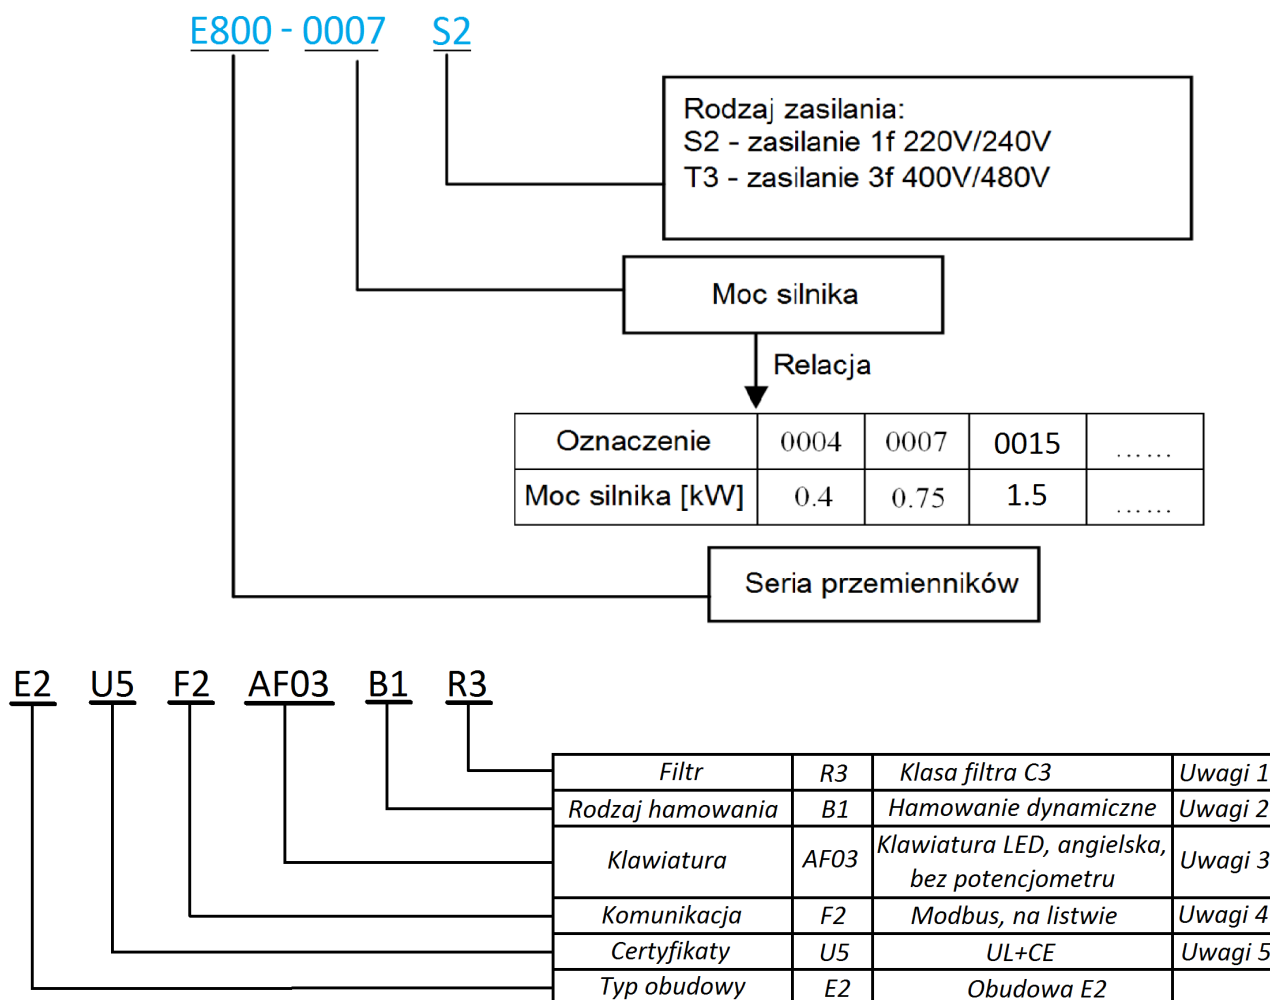 E800 - 0007 S2
Rodzaj zasilania:
S2 - zasilanie 1f 220V/240V
T3 - zasilanie 3f 400V/480V
Moc silnika
Relacja
Oznaczenie 0004 0007 0015 ......
Moc silnika [kW] 0.4 0.75 1.5 ......
Seria przemienników
E2 U5 F2 AF03 B1 R3
Filtr R3 Klasa filtra C3 Uwagi 1
Rodzaj hamowania B1 Hamowanie dynamiczne Uwagi 2
Klawiatura AF03 Klawiatura LED, angielska,
bez potencjometru Uwagi 3
Komunikacja F2 Modbus, na listwie Uwagi 4
Certyfikaty U5 UL+CE Uwagi 5
Typ obudowy E2 Obudowa E2